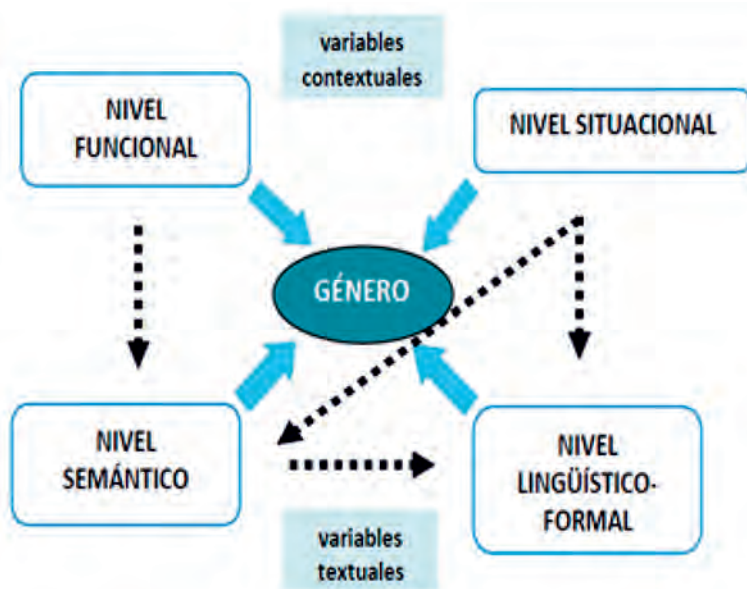 variables
contextuales
NIVEL
FUNCIONAL
NIVEL SITUACIONAL
GÉNERO
NIVEL
SEMÁNTICO
NIVEL
LINGÜÍSTICO-
FORMAL
variables
textuales